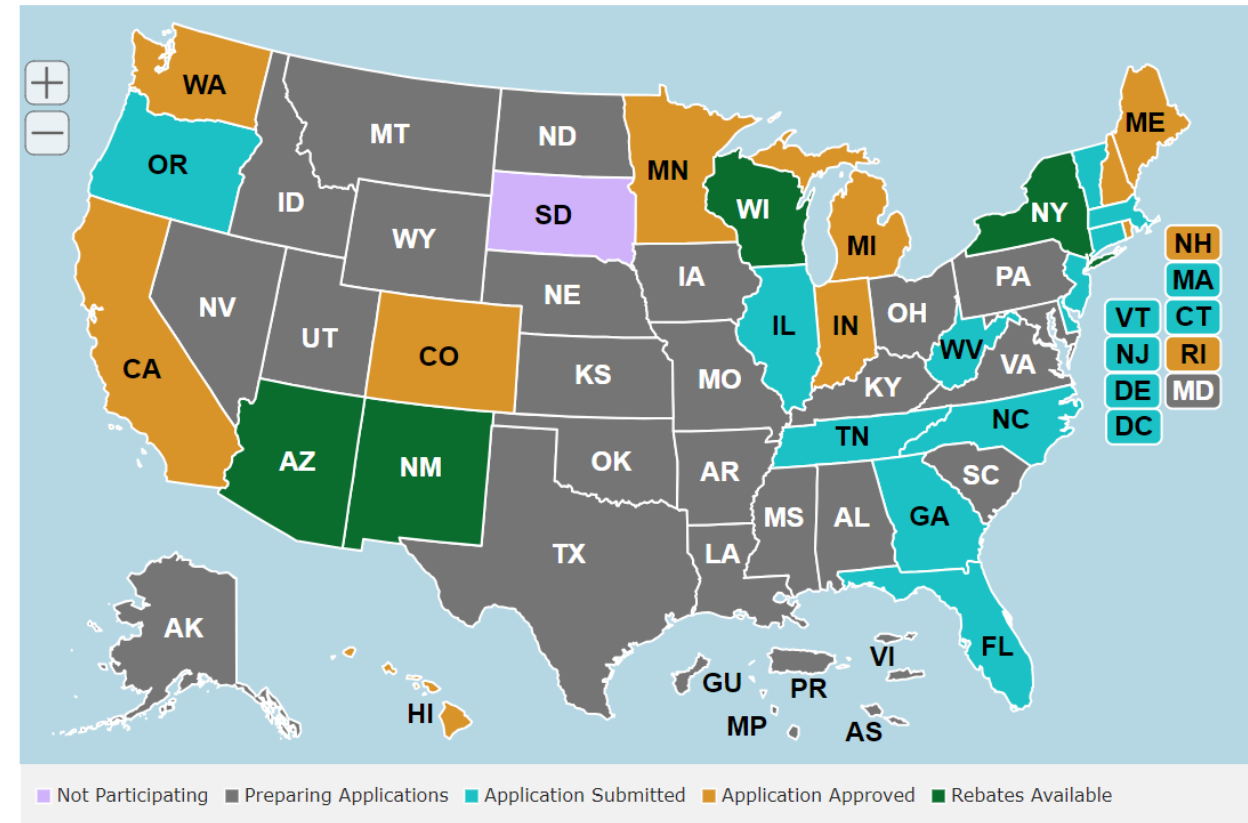 WA
ME
MT
ND
OR
MN
ID
SD
WI
NY
WY
MI
NH
IA
PA
MA
NE
NV
OH
VT
CT
IL
IN
UT
CO
WV
VA
NJ
RI
CA
KS
MO
KY
DE
MD
NC
DC
TN
AZ
NM
OK
AR
SC
MS
AL
GA
TX
LA
AK
FL
VI
GU
PR
HI
MP
AS
Not Participating Preparing Applications Application Submitted Application Approved Rebates Available